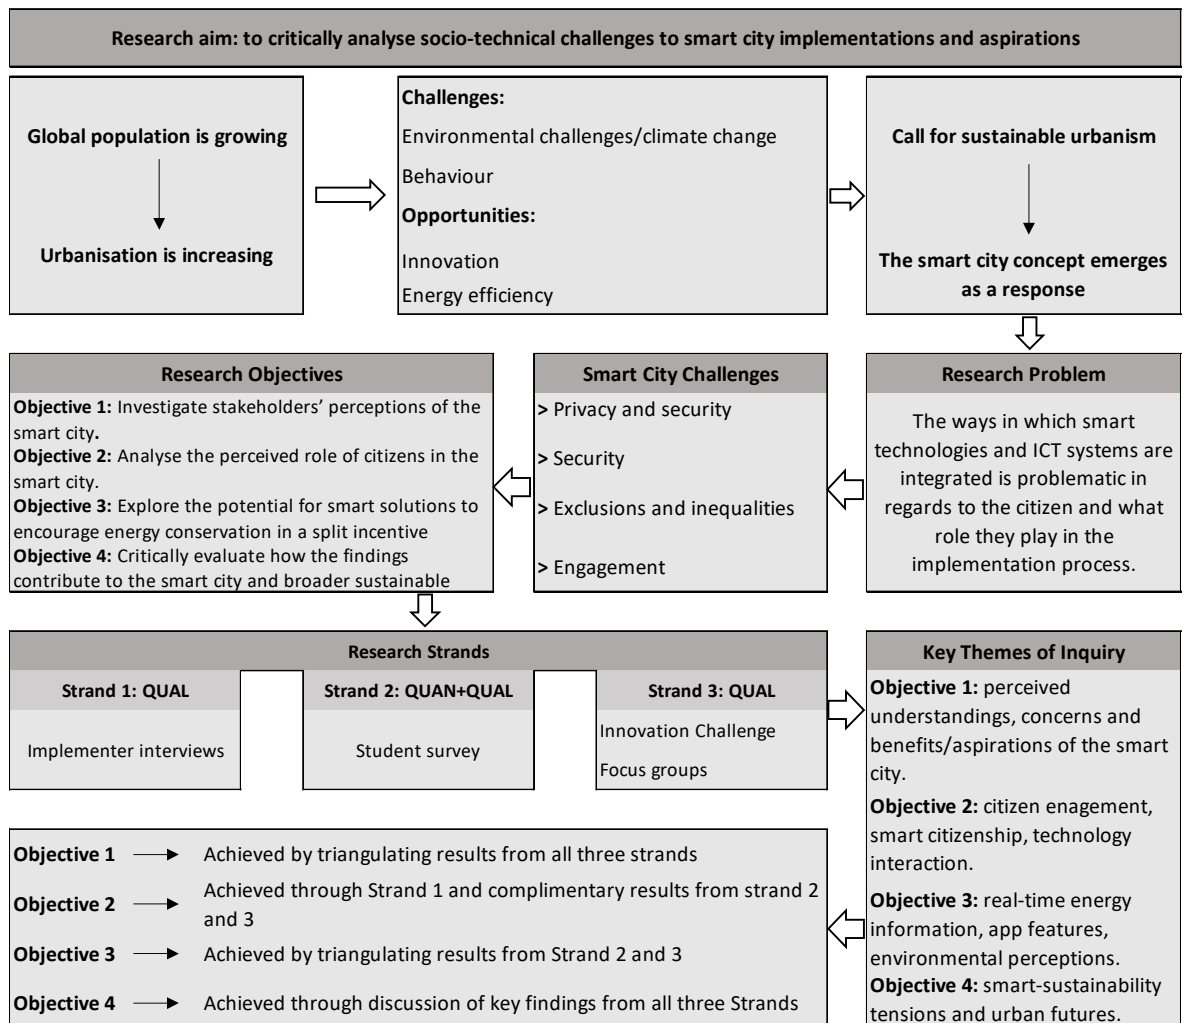 Research aim: to critically analyse socio-technical challenges to smart city implementations and aspirations
Global population is growing
Urbanisation is increasing
Challenges:
Environmental challenges/climate change
Behaviour
Opportunities:
Innovation
Energy efficiency
Call for sustainable urbanism
The smart city concept emerges
as a response
Research Problem
The ways in which smart
technologies and ICT systems are
integrated is problematic in
regards to the citizen and what
role they play in the
implementation process.
Smart City Challenges
> Privacy and security
> Security
> Exclusions and inequalities
> Engagement
Research Objectives
Objective 1: Investigate stakeholders’ perceptions of the
smart city.
Objective 2: Analyse the perceived role of citizens in the
smart city.
Objective 3: Explore the potential for smart solutions to
encourage energy conservation in a split incentive
Objective 4: Critically evaluate how the findings
contribute to the smart city and broader sustainable
Research Strands
Strand 1: QUAL
Implementer interviews
Strand 2: QUAN+QUAL
Student survey
Strand 3: QUAL
Innovation Challenge
Focus groups
Key Themes of Inquiry
Objective 1: perceived
understandings, concerns and
benefits/aspirations of the smart
city.
Objective 2: citizen enagement,
smart citizenship, technology
interaction.
Objective 3: real-time energy
information, app features,
environmental perceptions.
Objective 4: smart-sustainability
tensions and urban futures.
Objective 1 Achieved by triangulating results from all three strands
Objective 2 Achieved through Strand 1 and complimentary results from strand 2
and 3
Objective 3 Achieved by triangulating results from Strand 2 and 3
Objective 4 Achieved through discussion of key findings from all three Strands